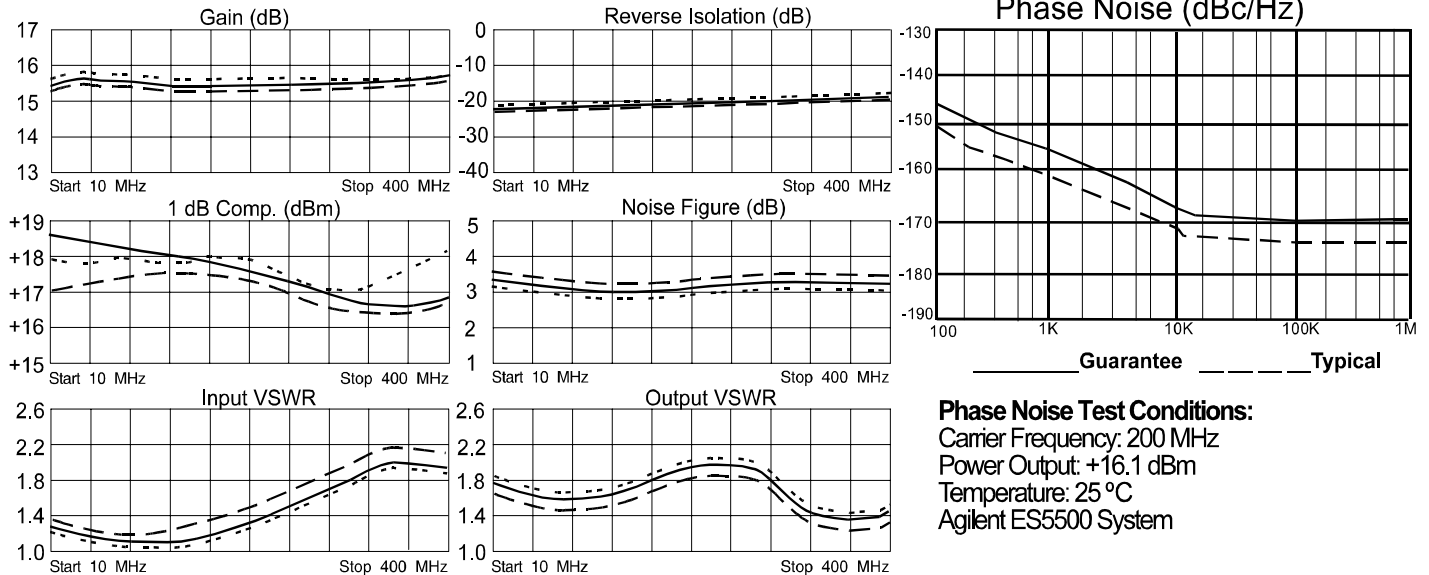 Gain (dB)
17
16
15
14
13
Start 10 MHz
Stop 400 MHz
Reverse Isolation (dB)
0
-10
-20
-30
-40
Start 10 MHz
Stop 400 MHz
1 dB Comp. (dBm)
+19
+18
+17
+16
+15
Start 10 MHz
Stop 400 MHz
Noise Figure (dB)
5
4
3
2
1
Start 10 MHz
Stop 400 MHz
Input VSWR
2.6
2.2
1.8
1.4
1.0
Start 10 MHz
Stop 400 MHz
Output VSWR
2.6
2.2
1.8
1.4
1.0
Start 10 MHz
Stop 400 MHz
Phase Noise (dBc/Hz)
-130
-140
-150
-160
-170
-180
-190
100 1K 10K 100K 1M
Guarantee Typical
Phase Noise Test Conditions:
Carrier Frequency: 200 MHz
Power Output: +16.1 dBm
Temperature: 25 ºC
Agilent ES5500 System